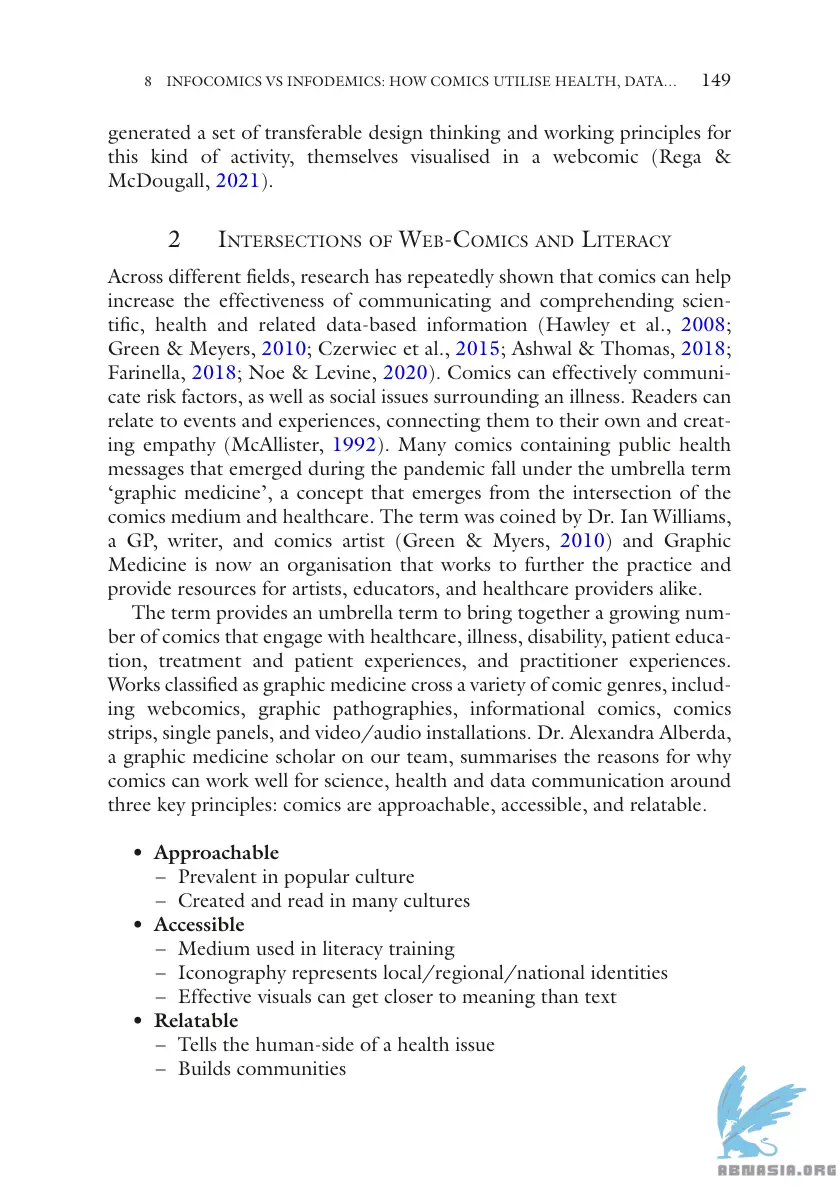 8 INFOCOMICS VS INFODEMICS: HOW COMICS UTILISE HEALTH, DATA… 149
generated a set of transferable design thinking and working principles for
this kind of activity, themselves visualised in a webcomic (Rega &
McDougall, 2021).
2 Intersections of Web-Comics and Literacy
Across different fields, research has repeatedly shown that comics can help
increase the effectiveness of communicating and comprehending scien-
tific, health and related data-based information (Hawley et al., 2008;
Green & Meyers, 2010; Czerwiec et al., 2015; Ashwal & Thomas, 2018;
Farinella, 2018; Noe & Levine, 2020). Comics can effectively communi-
cate risk factors, as well as social issues surrounding an illness. Readers can
relate to events and experiences, connecting them to their own and creat-
ing empathy (McAllister, 1992). Many comics containing public health
messages that emerged during the pandemic fall under the umbrella term
‘graphic medicine’, a concept that emerges from the intersection of the
comics medium and healthcare. The term was coined by Dr. Ian Williams,
a GP, writer, and comics artist (Green & Myers, 2010) and Graphic
Medicine is now an organisation that works to further the practice and
provide resources for artists, educators, and healthcare providers alike.
The term provides an umbrella term to bring together a growing num-
ber of comics that engage with healthcare, illness, disability, patient educa-
tion, treatment and patient experiences, and practitioner experiences.
Works classified as graphic medicine cross a variety of comic genres, includ-
ing webcomics, graphic pathographies, informational comics, comics
strips, single panels, and video/audio installations. Dr. Alexandra Alberda,
a graphic medicine scholar on our team, summarises the reasons for why
comics can work well for science, health and data communication around
three key principles: comics are approachable, accessible, and relatable.
• Approachable
– Prevalent in popular culture
– Created and read in many cultures
• Accessible
– Medium used in literacy training
– Iconography represents local/regional/national identities
– Effective visuals can get closer to meaning than text
• Relatable
– Tells the human-side of a health issue
– Builds communities
ABNASIA.ORG